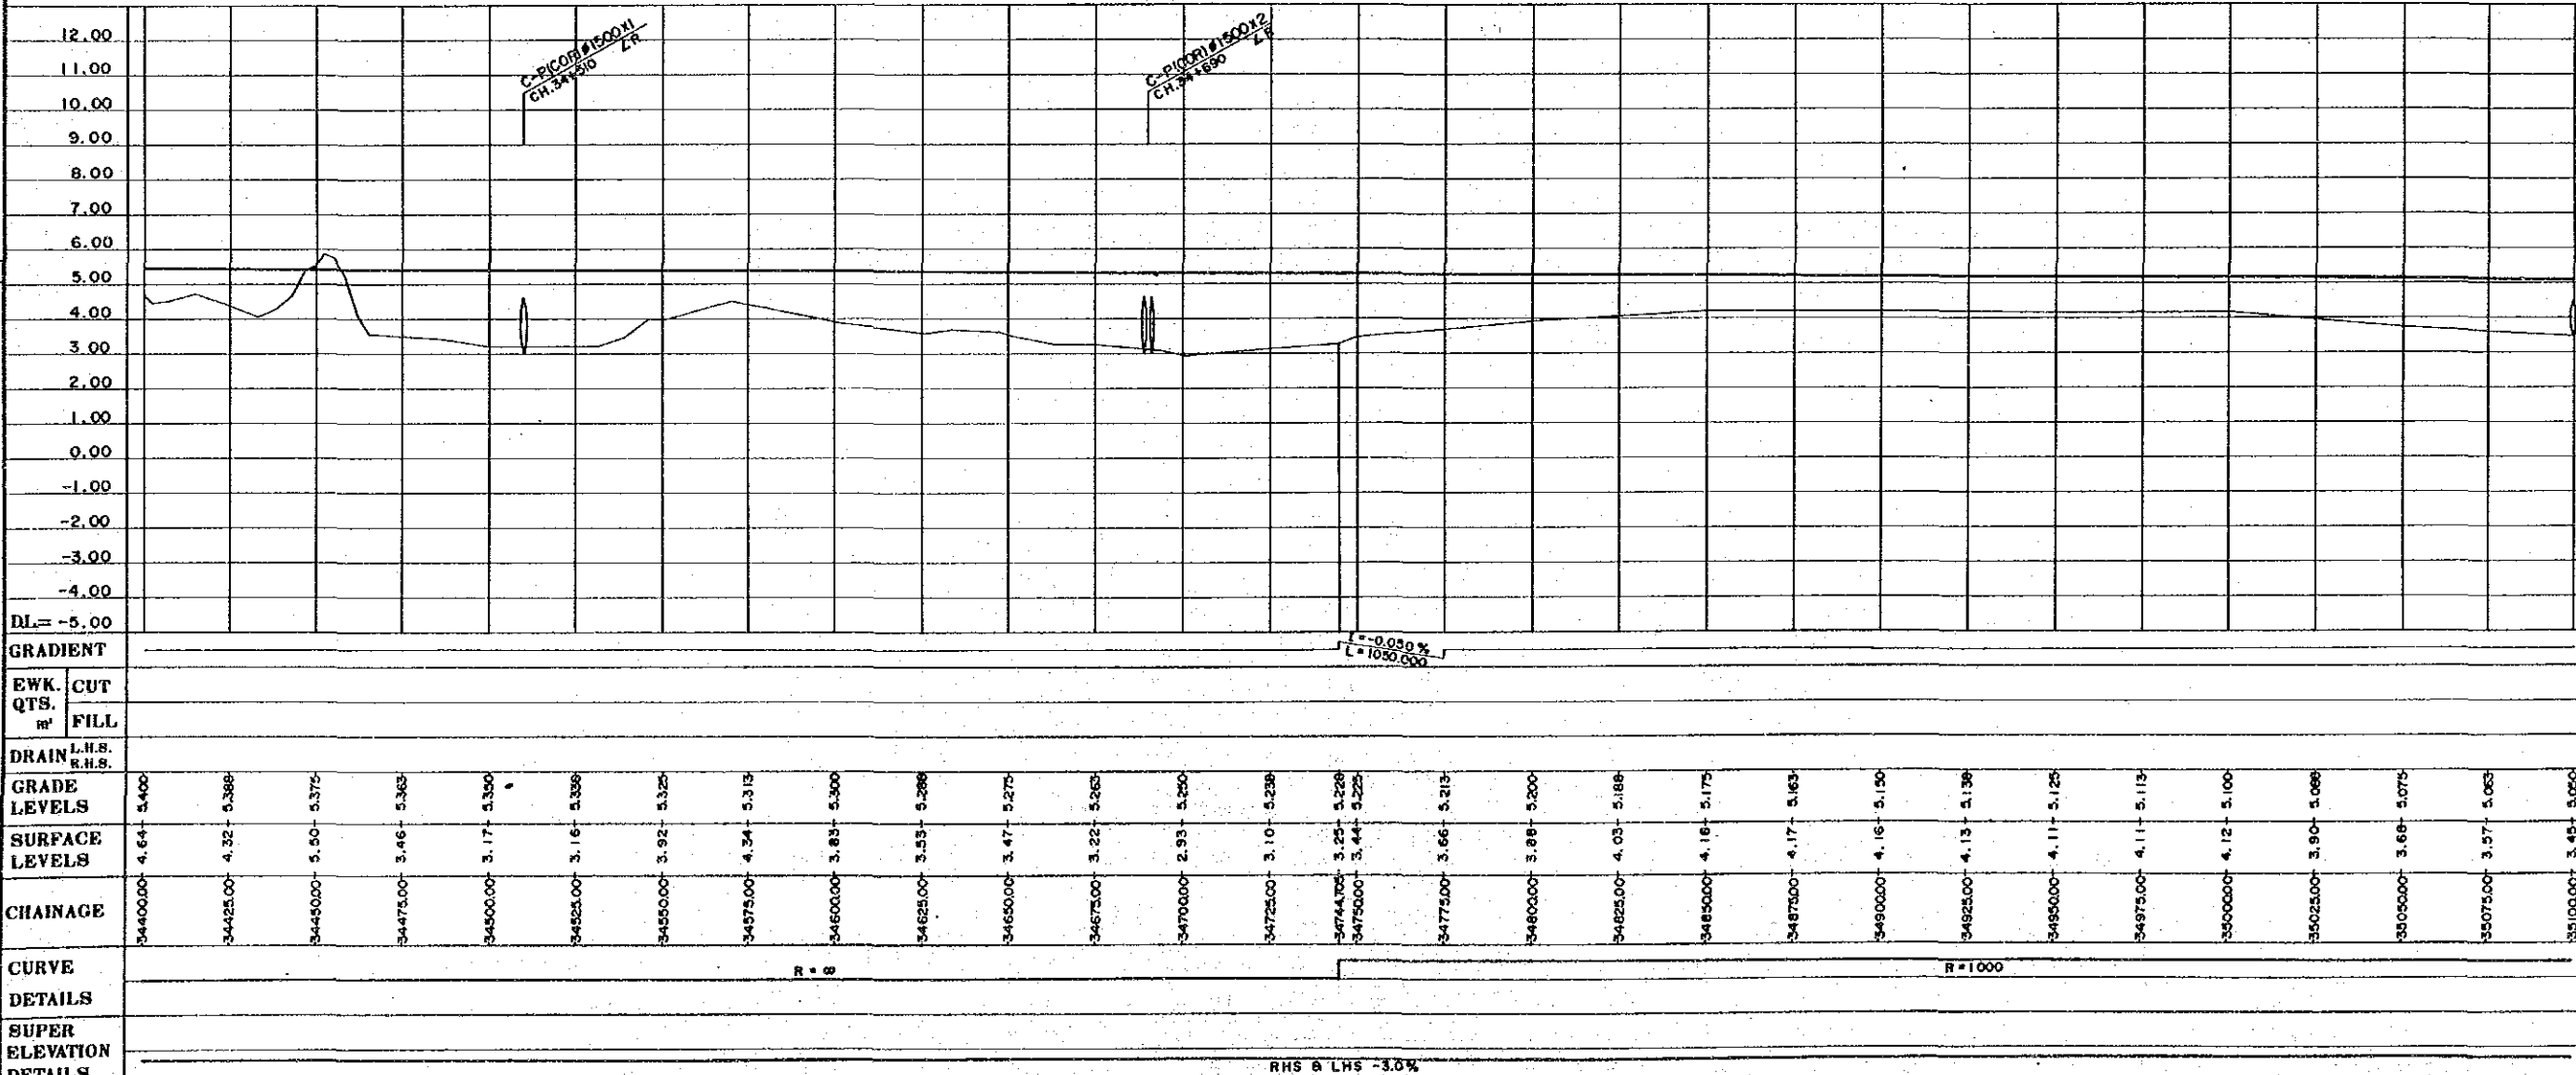 12.00
11.00
10.00
9.00
8.00
7.00
6.00
5.00
4.00
3.00
2.00
1.00
0.00
-1.00
-2.00
-3.00
-4.00
DL= -5.00
C-P(COR)ø1500X1
CH.34+510
∠R
C-P(COR)ø1500X2
CH.34+690
∠R
GRADIENT
I=-0.050%
L=1050.000
EWK. QTS. m³
CUT
FILL
DRAIN L.H.S. R.H.S.
GRADE LEVELS
5.400 5.388 5.375 5.363 5.350 5.338 5.325 5.313 5.300 5.288 5.275 5.263 5.250 5.238 5.228 5.225 5.213 5.200 5.188 5.175 5.163 5.150 5.138 5.125 5.113 5.100 5.088 5.075 5.063 5.050
SURFACE LEVELS
4.64 4.32 5.50 3.46 3.17 3.16 3.92 4.34 3.83 3.53 3.47 3.22 2.93 3.10 3.25 3.44 3.66 3.88 4.03 4.16 4.17 4.16 4.13 4.11 4.11 4.12 3.90 3.68 3.57 3.45
CHAINAGE
34400.00 34425.00 34450.00 34475.00 34500.00 34525.00 34550.00 34575.00 34600.00 34625.00 34650.00 34675.00 34700.00 34725.00 34744.705 34750.00 34775.00 34800.00 34825.00 34850.00 34875.00 34900.00 34925.00 34950.00 34975.00 35000.00 35025.00 35050.00 35075.00 35100.00
CURVE DETAILS
R = ∞
R=1000
SUPER ELEVATION DETAILS
RHS & LHS -3.0%